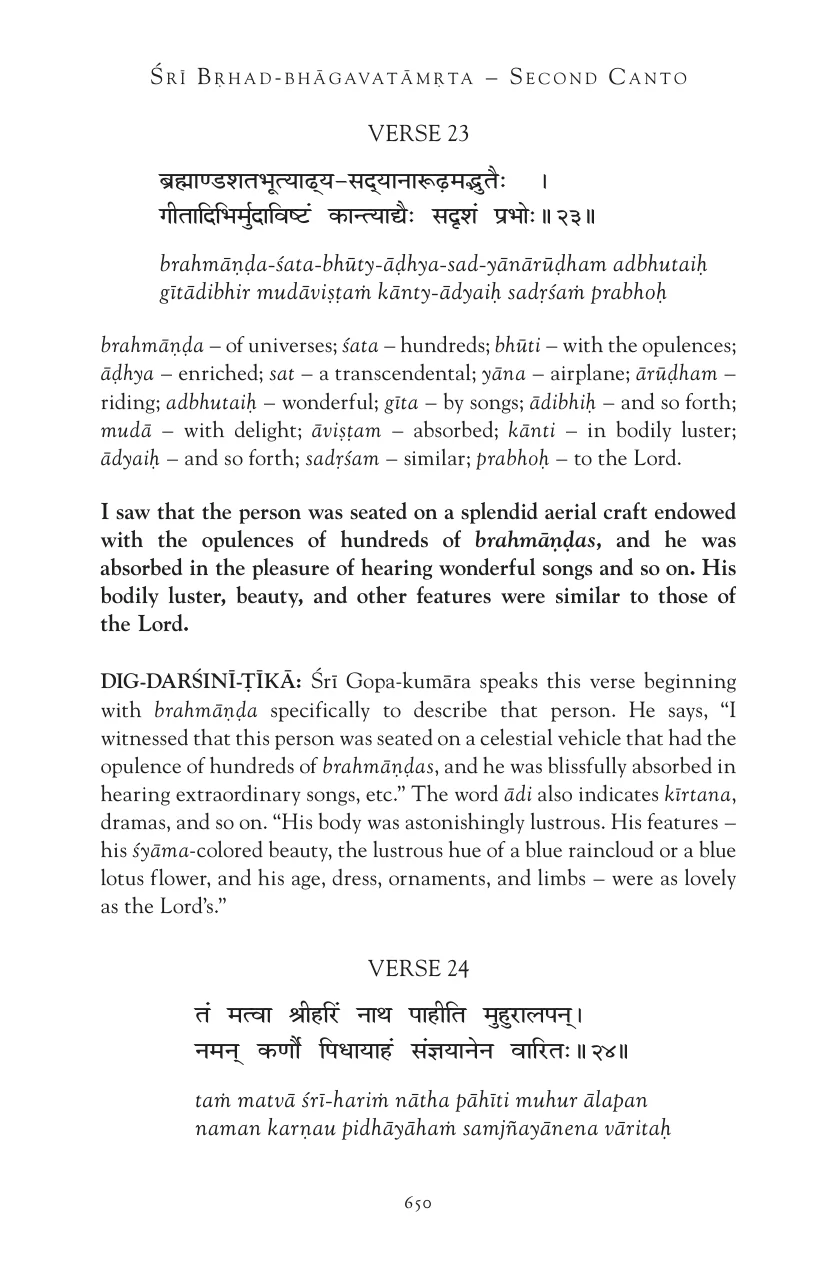 ŚRĪ BṚHAD-BHĀGAVATĀMṚTA – SECOND CANTO
VERSE 23
ब्रह्माण्डशतभूत्याढ्य-सद्यानारूढ़मद्भुतैः ।
गीतादिभिर्मुदाविष्टं कान्त्याद्यैः सदृशं प्रभोः॥२३॥
brahmāṇḍa-śata-bhūty-āḍhya-sad-yānārūḍham adbhutaiḥ
gītādibhir mudāviṣṭaṁ kānty-ādyaiḥ sadṛśaṁ prabhoḥ
brahmāṇḍa – of universes; śata – hundreds; bhūti – with the opulences;
āḍhya – enriched; sat – a transcendental; yāna – airplane; ārūḍham –
riding; adbhutaiḥ – wonderful; gīta – by songs; ādibhiḥ – and so forth;
mudā – with delight; āviṣṭam – absorbed; kānti – in bodily luster;
ādyaiḥ – and so forth; sadṛśam – similar; prabhoḥ – to the Lord.
I saw that the person was seated on a splendid aerial craft endowed
with the opulences of hundreds of brahmāṇḍas, and he was
absorbed in the pleasure of hearing wonderful songs and so on. His
bodily luster, beauty, and other features were similar to those of
the Lord.
DIG-DARŚINĪ-ṬĪKĀ: Śrī Gopa-kumāra speaks this verse beginning
with brahmāṇḍa specifically to describe that person. He says, “I
witnessed that this person was seated on a celestial vehicle that had the
opulence of hundreds of brahmāṇḍas, and he was blissfully absorbed in
hearing extraordinary songs, etc.” The word ādi also indicates kīrtana,
dramas, and so on. “His body was astonishingly lustrous. His features –
his śyāma-colored beauty, the lustrous hue of a blue raincloud or a blue
lotus flower, and his age, dress, ornaments, and limbs – were as lovely
as the Lord’s.”
VERSE 24
तं मत्वा श्रीहरिं नाथ पाहीति मुहुरालपन्।
नमन् कर्णौ पिधायाहं संज्ञयानेन वारितः॥२४॥
taṁ matvā śrī-hariṁ nātha pāhīti muhur ālapan
naman karṇau pidhāyāhaṁ samjñayānena vāritaḥ
650